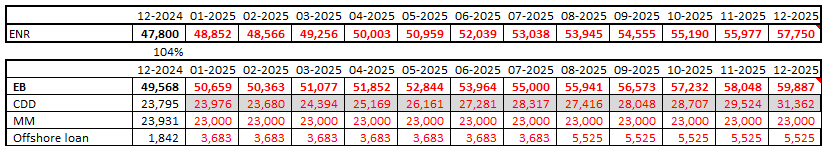 12-2024 01-2025 02-2025 03-2025 04-2025 05-2025 06-2025 07-2025 08-2025 09-2025 10-2025 11-2025 12-2025
ENR 47,800 48,852 48,566 49,256 50,003 50,959 52,039 53,038 53,945 54,555 55,190 55,977 57,750
104%
12-2024 01-2025 02-2025 03-2025 04-2025 05-2025 06-2025 07-2025 08-2025 09-2025 10-2025 11-2025 12-2025
EB 49,568 50,659 50,363 51,077 51,852 52,844 53,964 55,000 55,941 56,573 57,232 58,048 59,887
CDD 23,795 23,976 23,680 24,394 25,169 26,161 27,281 28,317 27,416 28,048 28,707 29,524 31,362
MM 23,931 23,000 23,000 23,000 23,000 23,000 23,000 23,000 23,000 23,000 23,000 23,000 23,000
Offshore loan 1,842 3,683 3,683 3,683 3,683 3,683 3,683 3,683 5,525 5,525 5,525 5,525 5,525